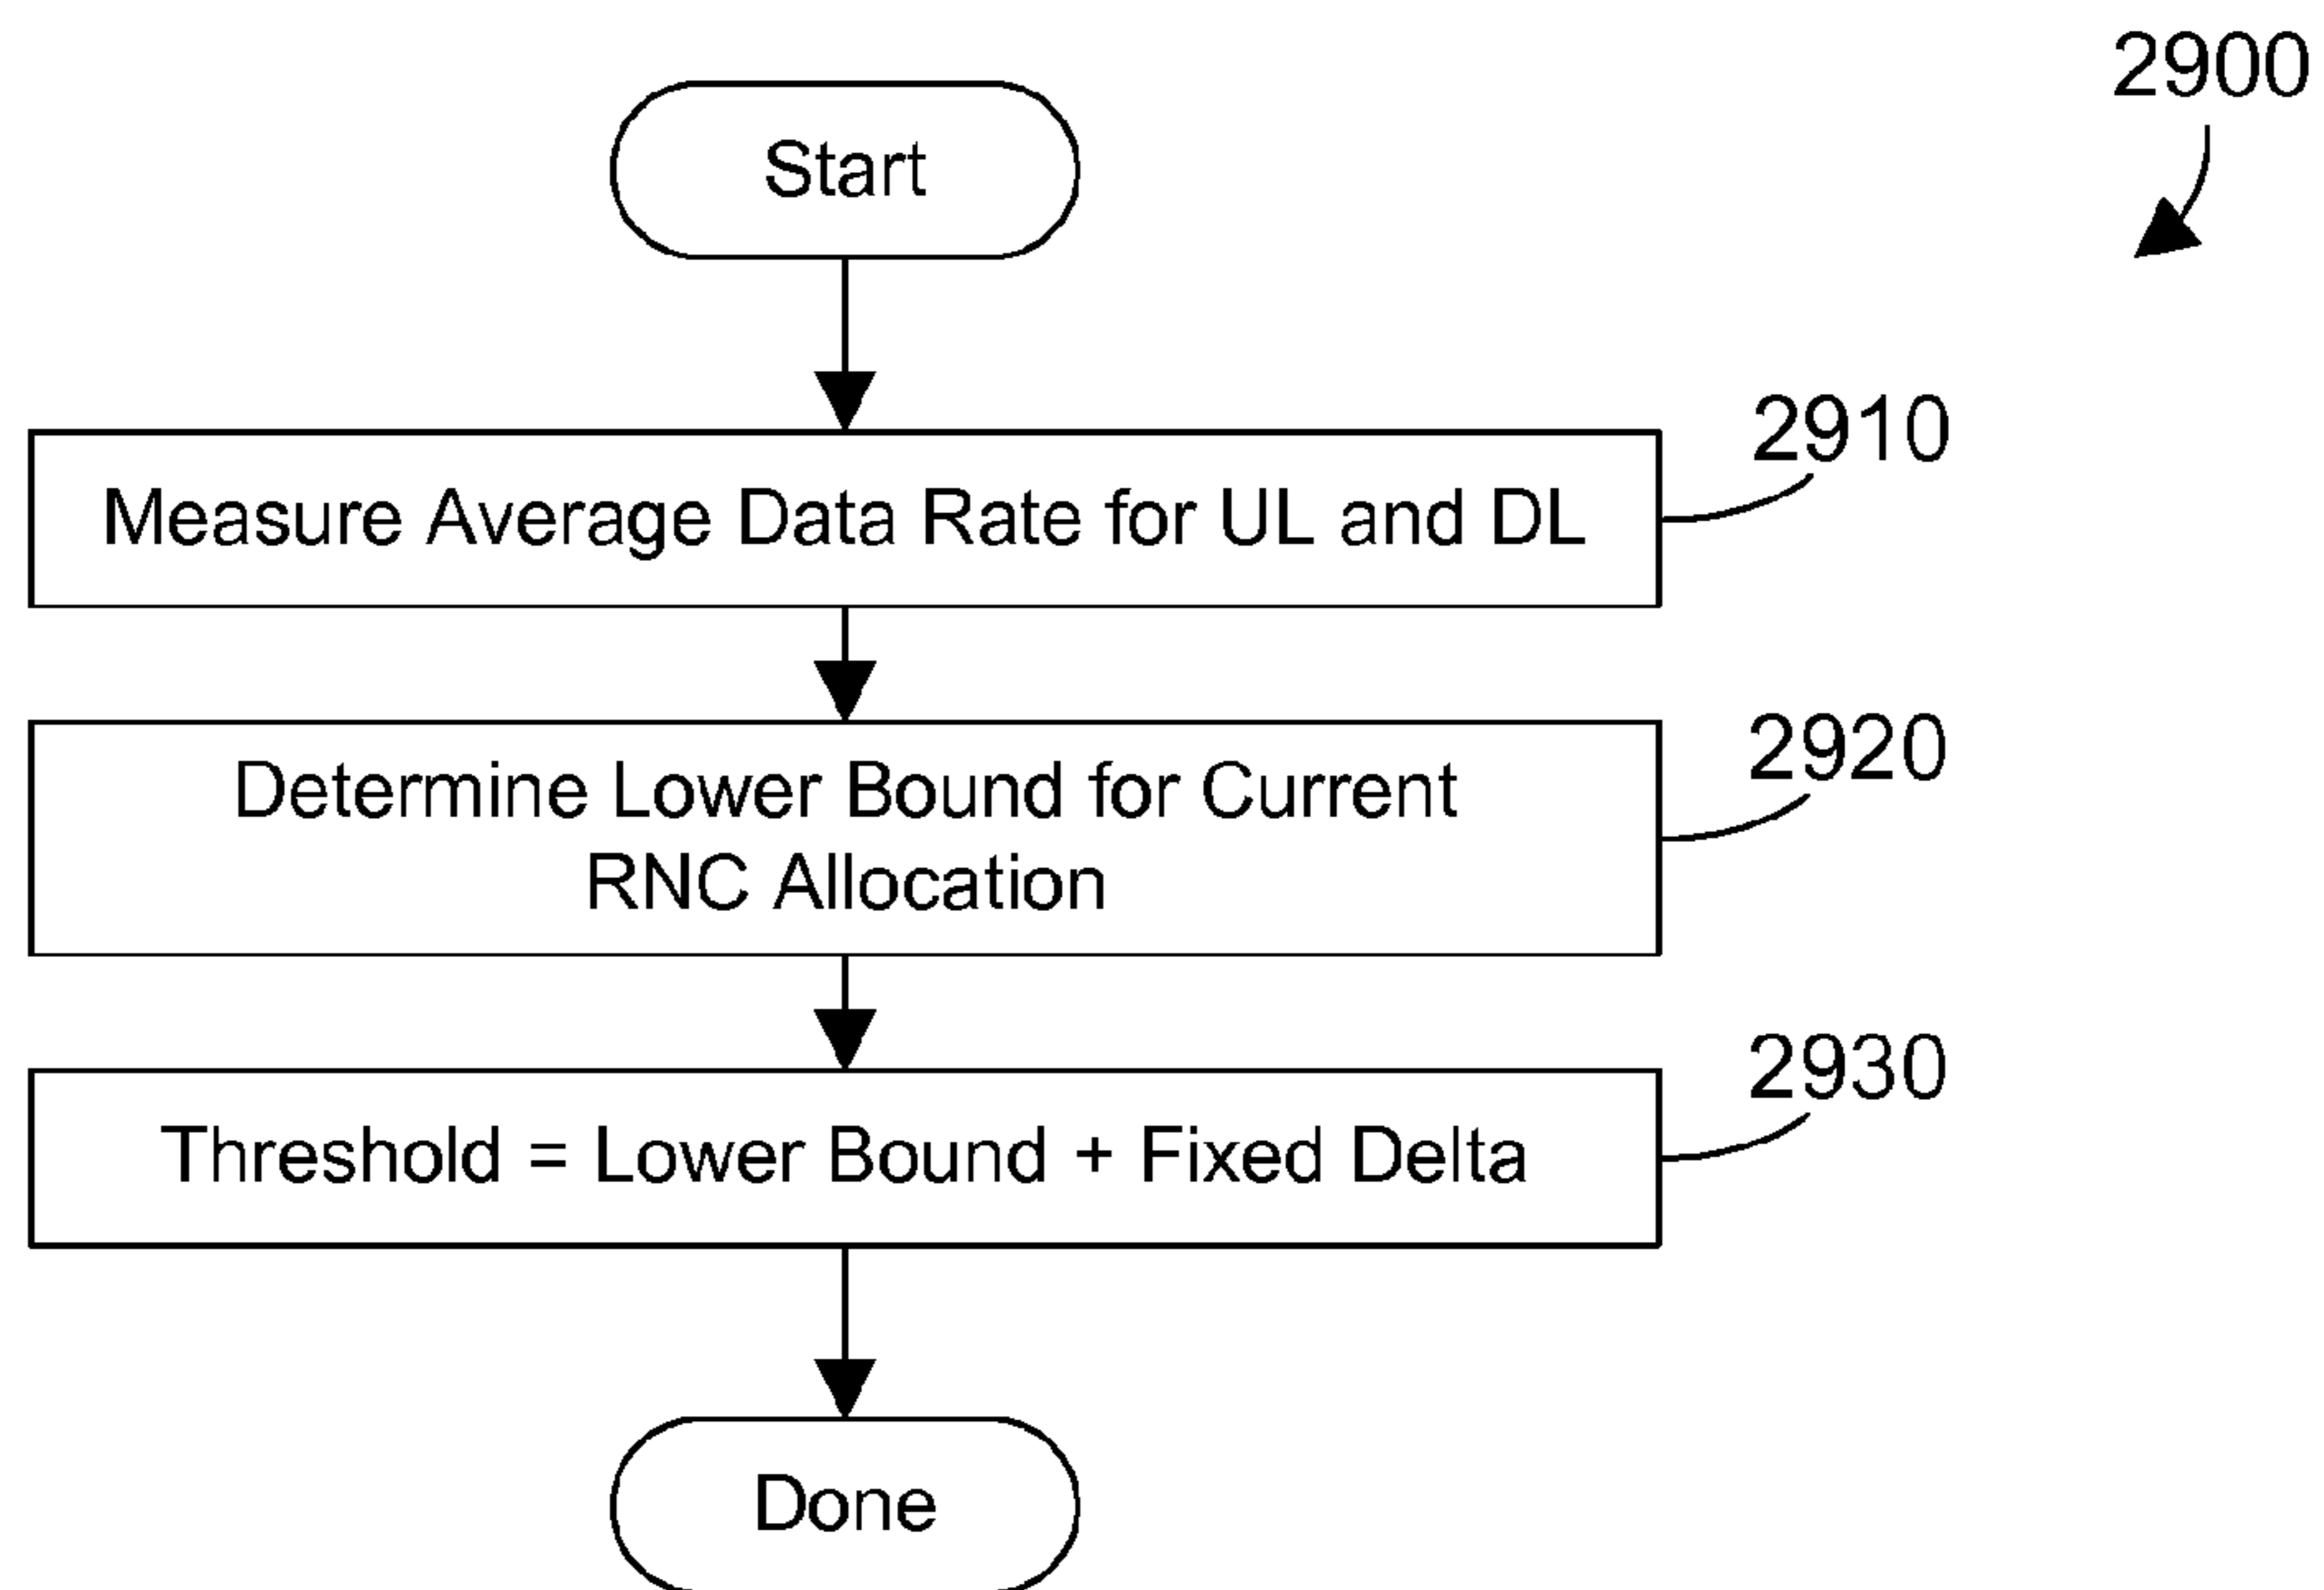 2900
Start
2910
Measure Average Data Rate for UL and DL
2920
Determine Lower Bound for Current
RNC Allocation
2930
Threshold = Lower Bound + Fixed Delta
Done